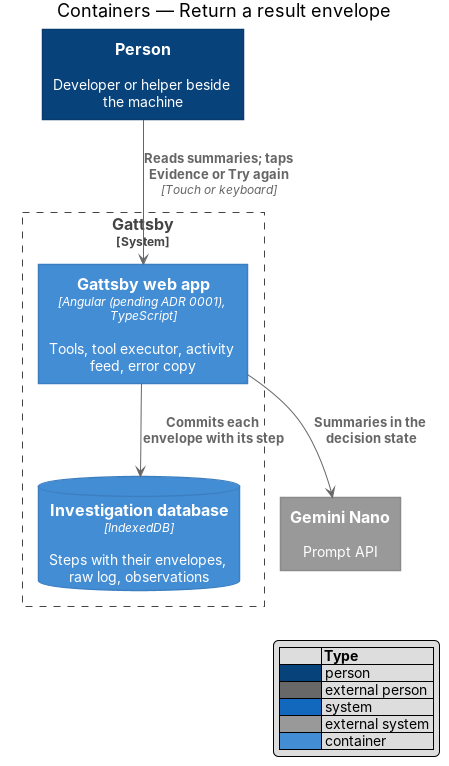 Containers — Return a result envelope
Person
Developer or helper beside
the machine
Reads summaries; taps
Evidence or Try again
[Touch or keyboard]
Gattsby
[System]
Gattsby web app
[Angular (pending ADR 0001),
TypeScript]
Tools, tool executor, activity
feed, error copy
Commits each
envelope with its step
Summaries in the
decision state
Investigation database
[IndexedDB]
Steps with their envelopes,
raw log, observations
Gemini Nano
Prompt API
Type
person
external person
system
external system
container